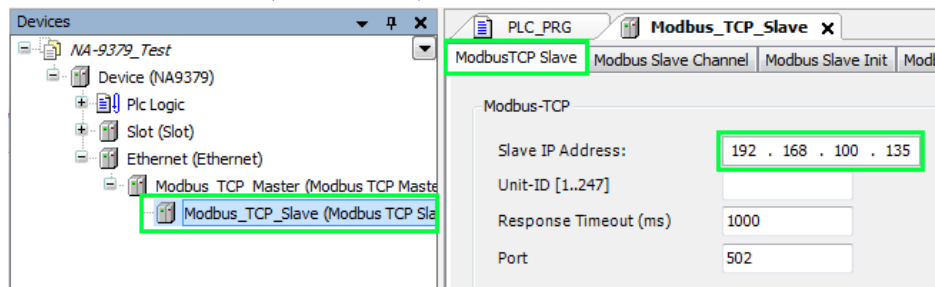 Devices
NA-9379_Test
Device (NA9379)
Plc Logic
Slot (Slot)
Ethernet (Ethernet)
Modbus_TCP_Master (Modbus TCP Maste
Modbus_TCP_Slave (Modbus TCP Sla
PLC_PRG
Modbus_TCP_Slave
ModbusTCP Slave
Modbus Slave Channel
Modbus Slave Init
Modbus-TCP
Slave IP Address: 192 . 168 . 100 . 135
Unit-ID [1..247]
Response Timeout (ms) 1000
Port 502